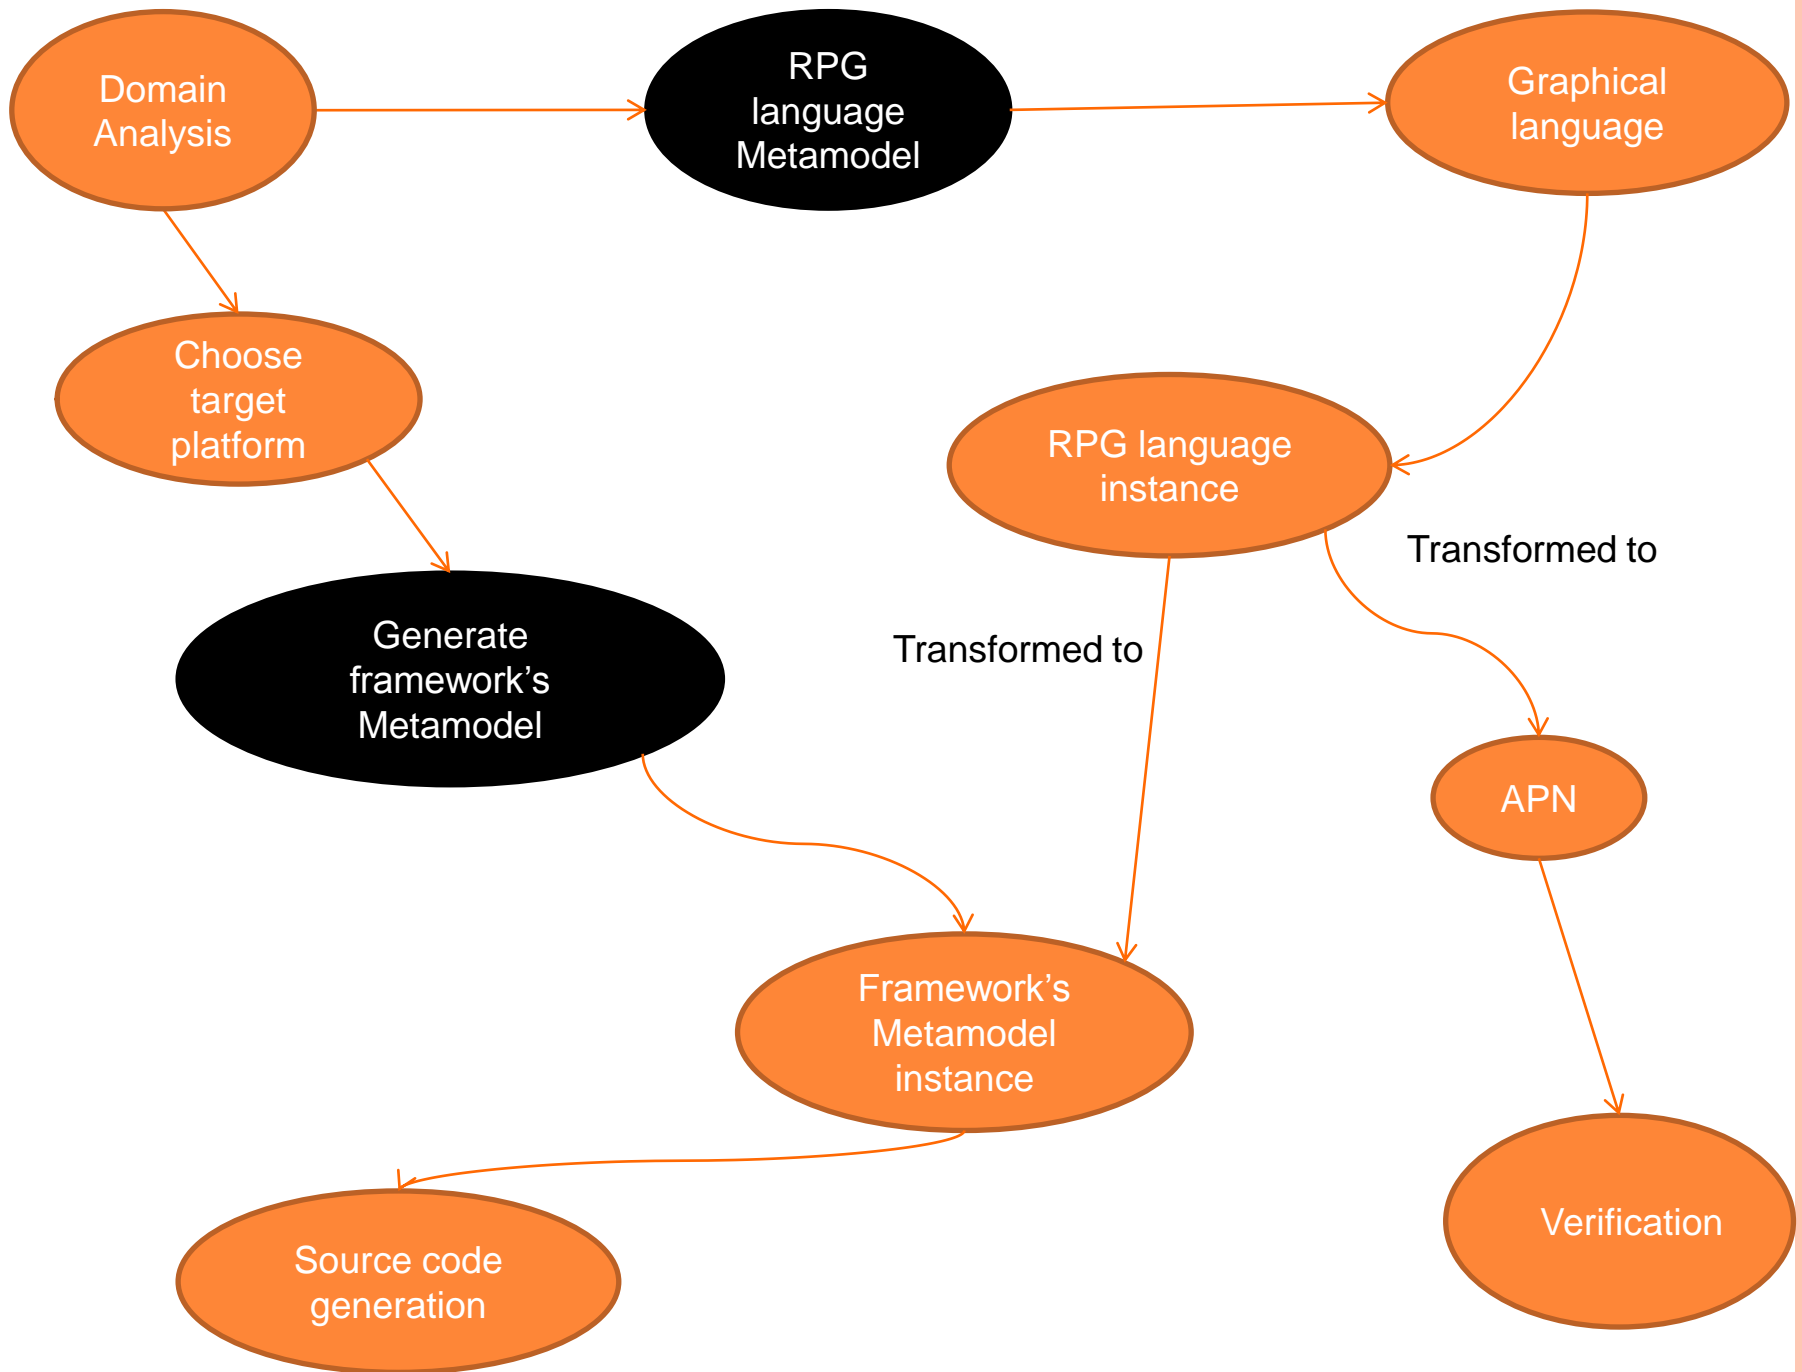 Domain
Analysis
RPG
language
Metamodel
Graphical
language
Choose
target
platform
RPG language
instance
Transformed to
Generate
framework’s
Metamodel
Transformed to
APN
Framework’s
Metamodel
instance
Verification
Source code
generation